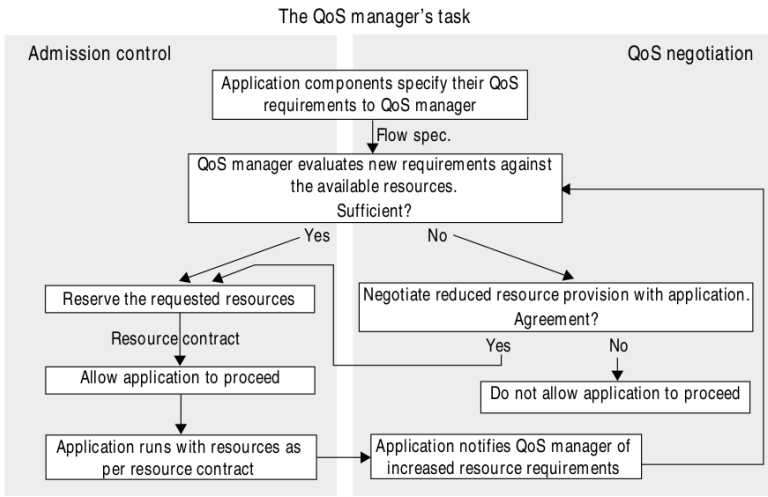 The QoS manager's task
Admission control
QoS negotiation
Application components specify their QoS
requirements to QoS manager
Flow spec.
QoS manager evaluates new requirements against
the available resources.
Sufficient?
Yes
No
Reserve the requested resources
Negotiate reduced resource provision with application.
Agreement?
Resource contract
Yes
No
Allow application to proceed
Do not allow application to proceed
Application runs with resources as
per resource contract
Application notifies QoS manager of
increased resource requirements